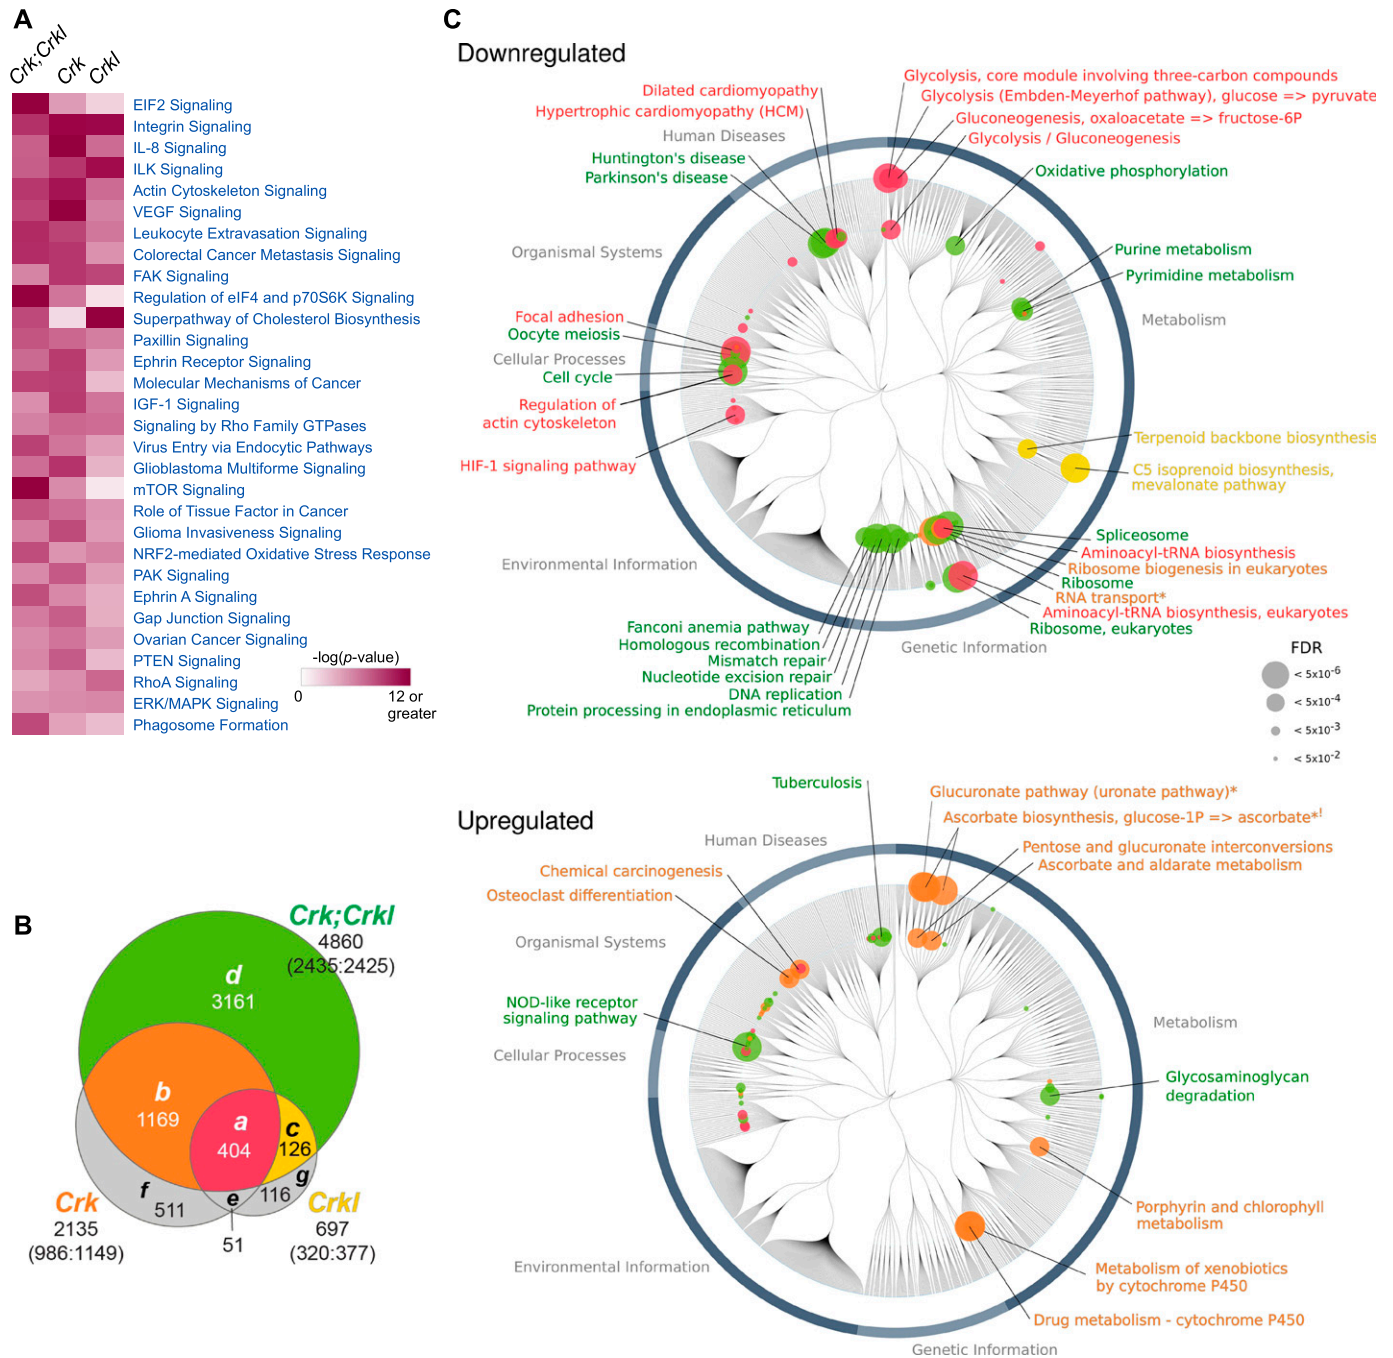 A
Crk;Crkl
Crk
Crkl
EIF2 Signaling
Integrin Signaling
IL-8 Signaling
ILK Signaling
Actin Cytoskeleton Signaling
VEGF Signaling
Leukocyte Extravasation Signaling
Colorectal Cancer Metastasis Signaling
FAK Signaling
Regulation of eIF4 and p70S6K Signaling
Superpathway of Cholesterol Biosynthesis
Paxillin Signaling
Ephrin Receptor Signaling
Molecular Mechanisms of Cancer
IGF-1 Signaling
Signaling by Rho Family GTPases
Virus Entry via Endocytic Pathways
Glioblastoma Multiforme Signaling
mTOR Signaling
Role of Tissue Factor in Cancer
Glioma Invasiveness Signaling
NRF2-mediated Oxidative Stress Response
PAK Signaling
Ephrin A Signaling
Gap Junction Signaling
Ovarian Cancer Signaling
PTEN Signaling
RhoA Signaling
ERK/MAPK Signaling
Phagosome Formation
-log(p-value)
0
12 or
greater
B
Crk;Crkl
4860
(2435:2425)
d
3161
b
1169
a
404
c
126
f
511
e
51
g
116
Crk
2135
(986:1149)
Crkl
697
(320:377)
C
Downregulated
Dilated cardiomyopathy
Hypertrophic cardiomyopathy (HCM)
Human Diseases
Huntington's disease
Parkinson's disease
Organismal Systems
Focal adhesion
Oocyte meiosis
Cellular Processes
Cell cycle
Regulation of
actin cytoskeleton
HIF-1 signaling pathway
Environmental Information
Glycolysis, core module involving three-carbon compounds
Glycolysis (Embden-Meyerhof pathway), glucose => pyruvate
Gluconeogenesis, oxaloacetate => fructose-6P
Glycolysis / Gluconeogenesis
Oxidative phosphorylation
Purine metabolism
Pyrimidine metabolism
Metabolism
Terpenoid backbone biosynthesis
C5 isoprenoid biosynthesis,
mevalonate pathway
Spliceosome
Aminoacyl-tRNA biosynthesis
Ribosome biogenesis in eukaryotes
Ribosome
RNA transport*
Aminoacyl-tRNA biosynthesis, eukaryotes
Ribosome, eukaryotes
Genetic Information
Fanconi anemia pathway
Homologous recombination
Mismatch repair
Nucleotide excision repair
DNA replication
Protein processing in endoplasmic reticulum
FDR
< 5x10-6
< 5x10-4
< 5x10-3
< 5x10-2
Upregulated
Tuberculosis
Human Diseases
Chemical carcinogenesis
Osteoclast differentiation
Organismal Systems
NOD-like receptor
signaling pathway
Cellular Processes
Environmental Information
Glucuronate pathway (uronate pathway)*
Ascorbate biosynthesis, glucose-1P => ascorbate*!
Pentose and glucuronate interconversions
Ascorbate and aldarate metabolism
Metabolism
Glycosaminoglycan
degradation
Porphyrin and chlorophyll
metabolism
Metabolism of xenobiotics
by cytochrome P450
Drug metabolism - cytochrome P450
Genetic Information